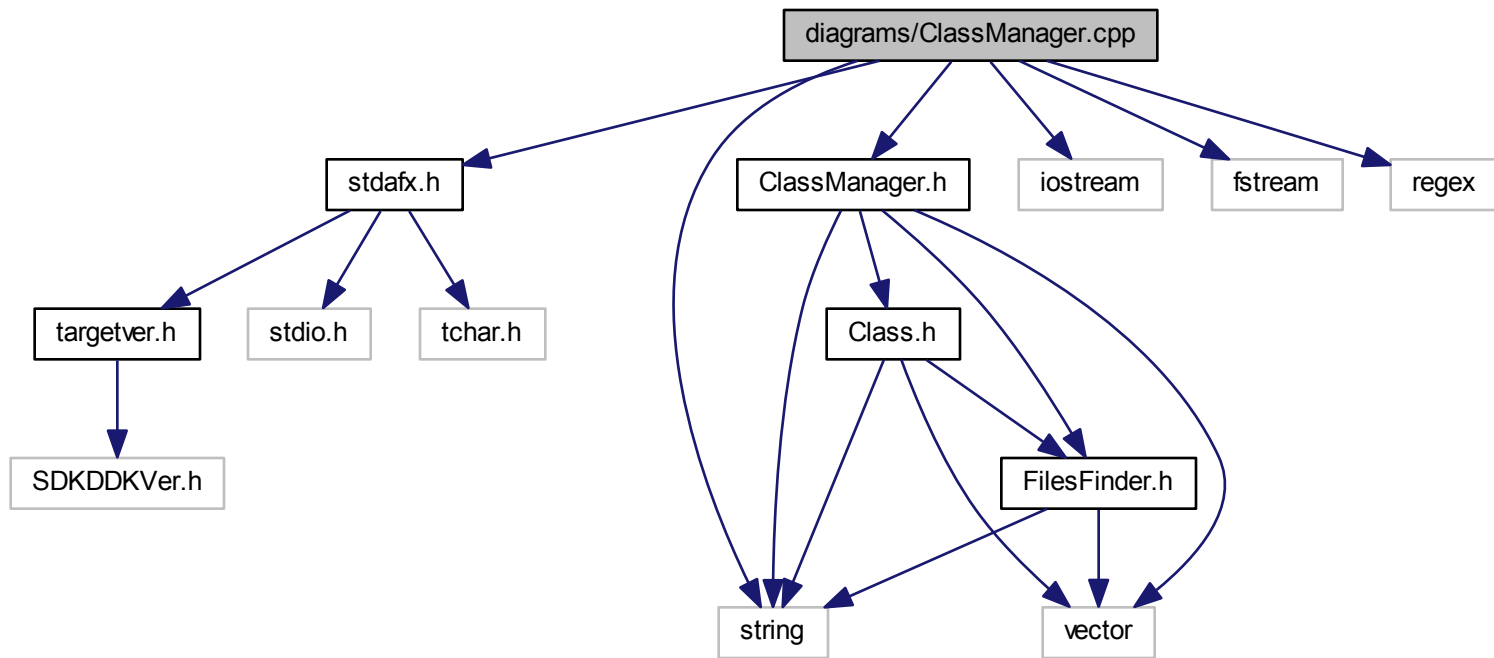 diagrams/ClassManager.cpp
stdafx.h
ClassManager.h
iostream
fstream
regex
targetver.h
stdio.h
tchar.h
Class.h
SDKDDKVer.h
FilesFinder.h
string
vector